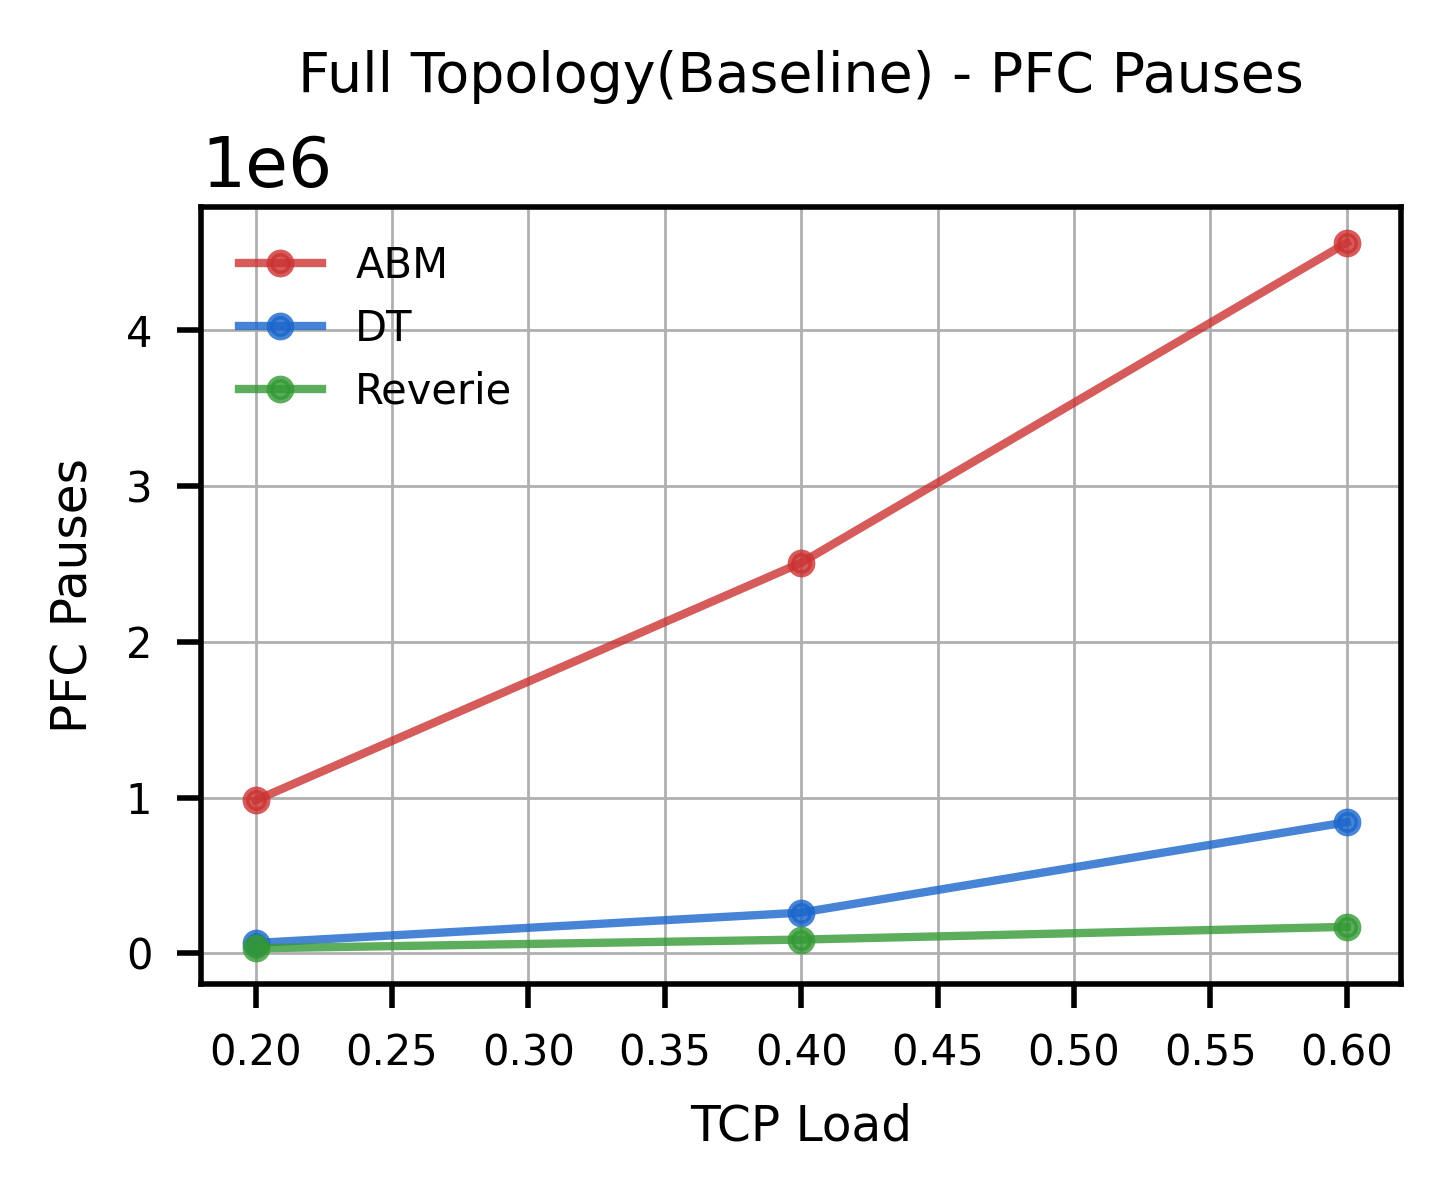 Full Topology(Baseline) - PFC Pauses
1e6
ABM
DT
Reverie
4
3
2
1
0
PFC Pauses
0.20 0.25 0.30 0.35 0.40 0.45 0.50 0.55 0.60
TCP Load